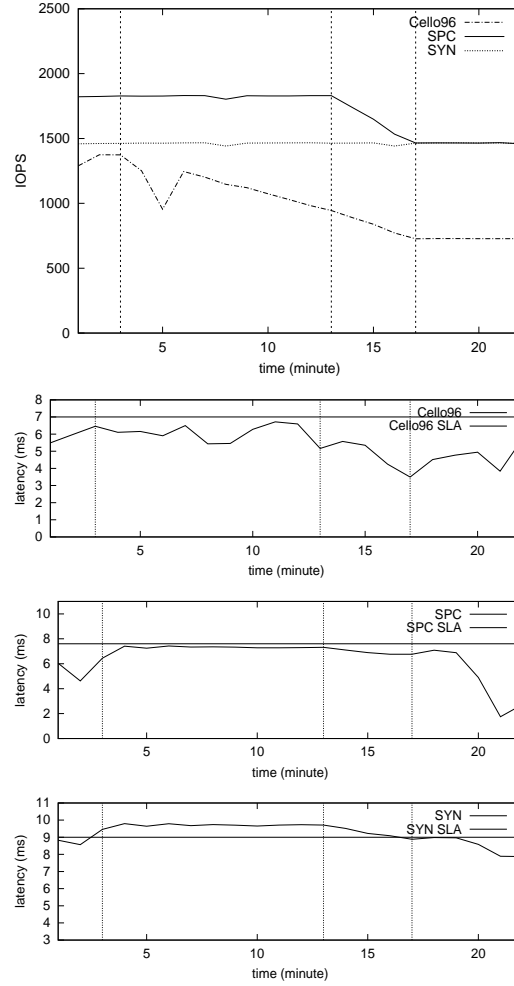 2500
Cello96
SPC
SYN
2000
1500
IOPS
1000
500
0
5
10
15
20
time (minute)
8
Cello96
7
Cello96 SLA
6
5
latency (ms)
4
3
2
1
0
5
10
15
20
time (minute)
10
SPC
SPC SLA
8
6
latency (ms)
4
2
0
5
10
15
20
time (minute)
11
SYN
10
SYN SLA
9
8
latency (ms)
7
6
5
4
3
5
10
15
20
time (minute)